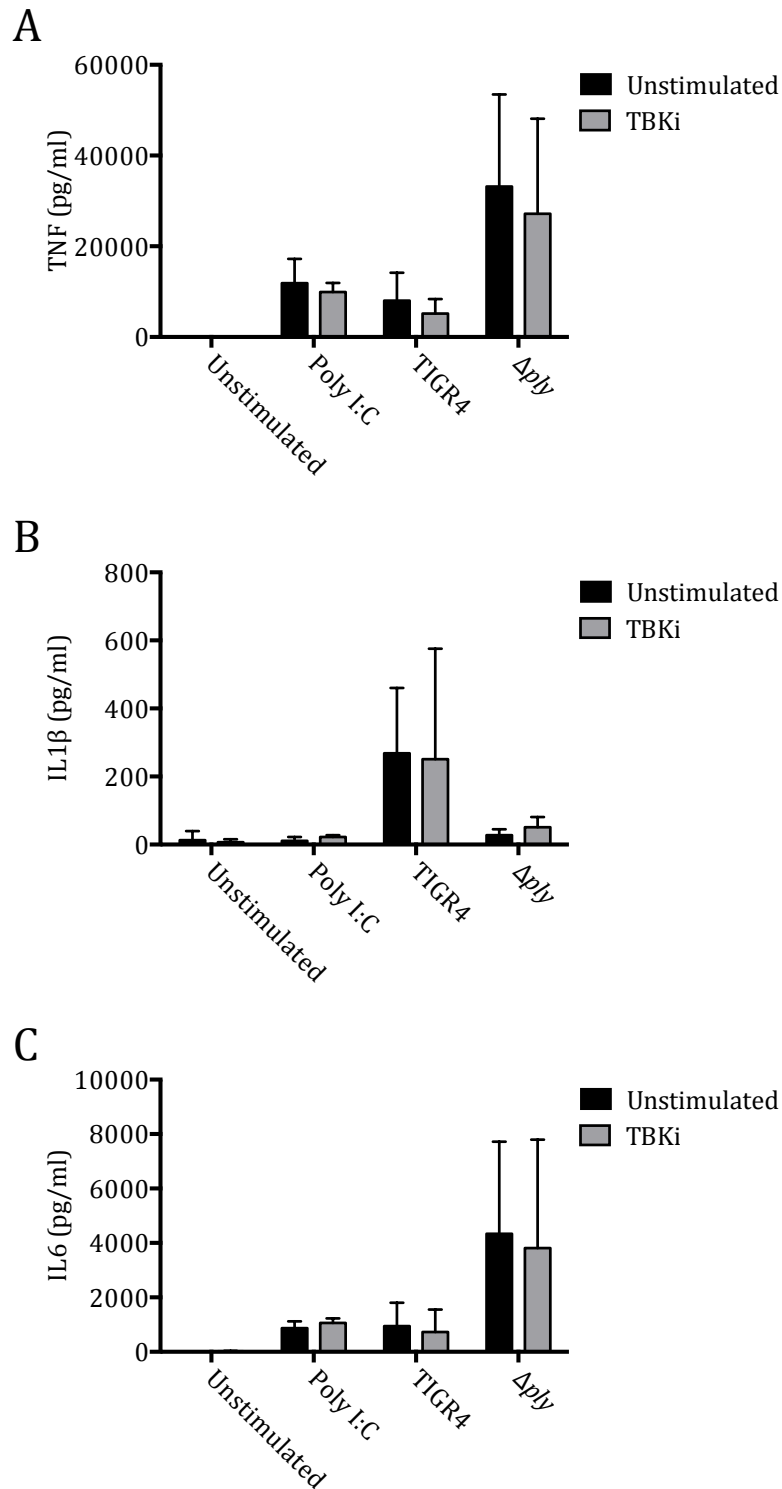 A
TNF (pg/ml)
60000
40000
20000
0
Unstimulated
Poly I:C
TIGR4
Δply
Unstimulated
TBKi
B
IL1β (pg/ml)
800
600
400
200
0
Unstimulated
Poly I:C
TIGR4
Δply
Unstimulated
TBKi
C
IL6 (pg/ml)
10000
8000
6000
4000
2000
0
Unstimulated
Poly I:C
TIGR4
Δply
Unstimulated
TBKi